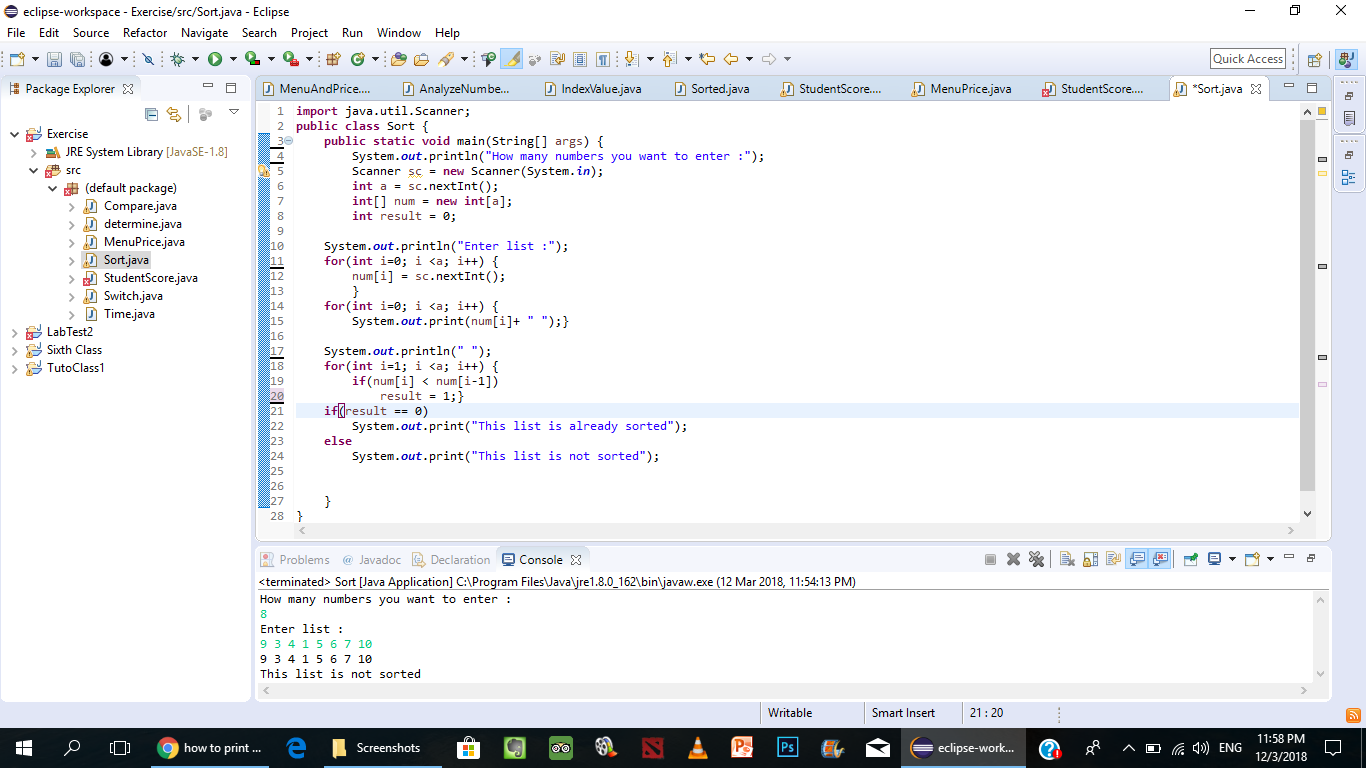 eclipse-workspace - Exercise/src/Sort.java - Eclipse
File Edit Source Refactor Navigate Search Project Run Window Help
Quick Access
Package Explorer
MenuAndPrice....
AnalyzeNumbe...
IndexValue.java
Sorted.java
StudentScore....
MenuPrice.java
StudentScore....
*Sort.java
Exercise
JRE System Library [JavaSE-1.8]
src
(default package)
Compare.java
determine.java
MenuPrice.java
Sort.java
StudentScore.java
Switch.java
Time.java
LabTest2
Sixth Class
TutoClass1
1 import java.util.Scanner;
2 public class Sort {
3 public static void main(String[] args) {
4 System.out.println("How many numbers you want to enter :");
5 Scanner sc = new Scanner(System.in);
6 int a = sc.nextInt();
7 int[] num = new int[a];
8 int result = 0;
9
10 System.out.println("Enter list :");
11 for(int i=0; i <a; i++) {
12 num[i] = sc.nextInt();
13 }
14 for(int i=0; i <a; i++) {
15 System.out.print(num[i]+ " ");}
16
17 System.out.println(" ");
18 for(int i=1; i <a; i++) {
19 if(num[i] < num[i-1])
20 result = 1;}
21 if(result == 0)
22 System.out.print("This list is already sorted");
23 else
24 System.out.print("This list is not sorted");
25
26
27 }
28 }
Problems @ Javadoc Declaration Console
<terminated> Sort [Java Application] C:\Program Files\Java\jre1.8.0_162\bin\javaw.exe (12 Mar 2018, 11:54:13 PM)
How many numbers you want to enter :
8
Enter list :
9 3 4 1 5 6 7 10
9 3 4 1 5 6 7 10
This list is not sorted
Writable Smart Insert 21 : 20
how to print ...
Screenshots
Ps
eclipse-work...
ENG
11:58 PM
12/3/2018